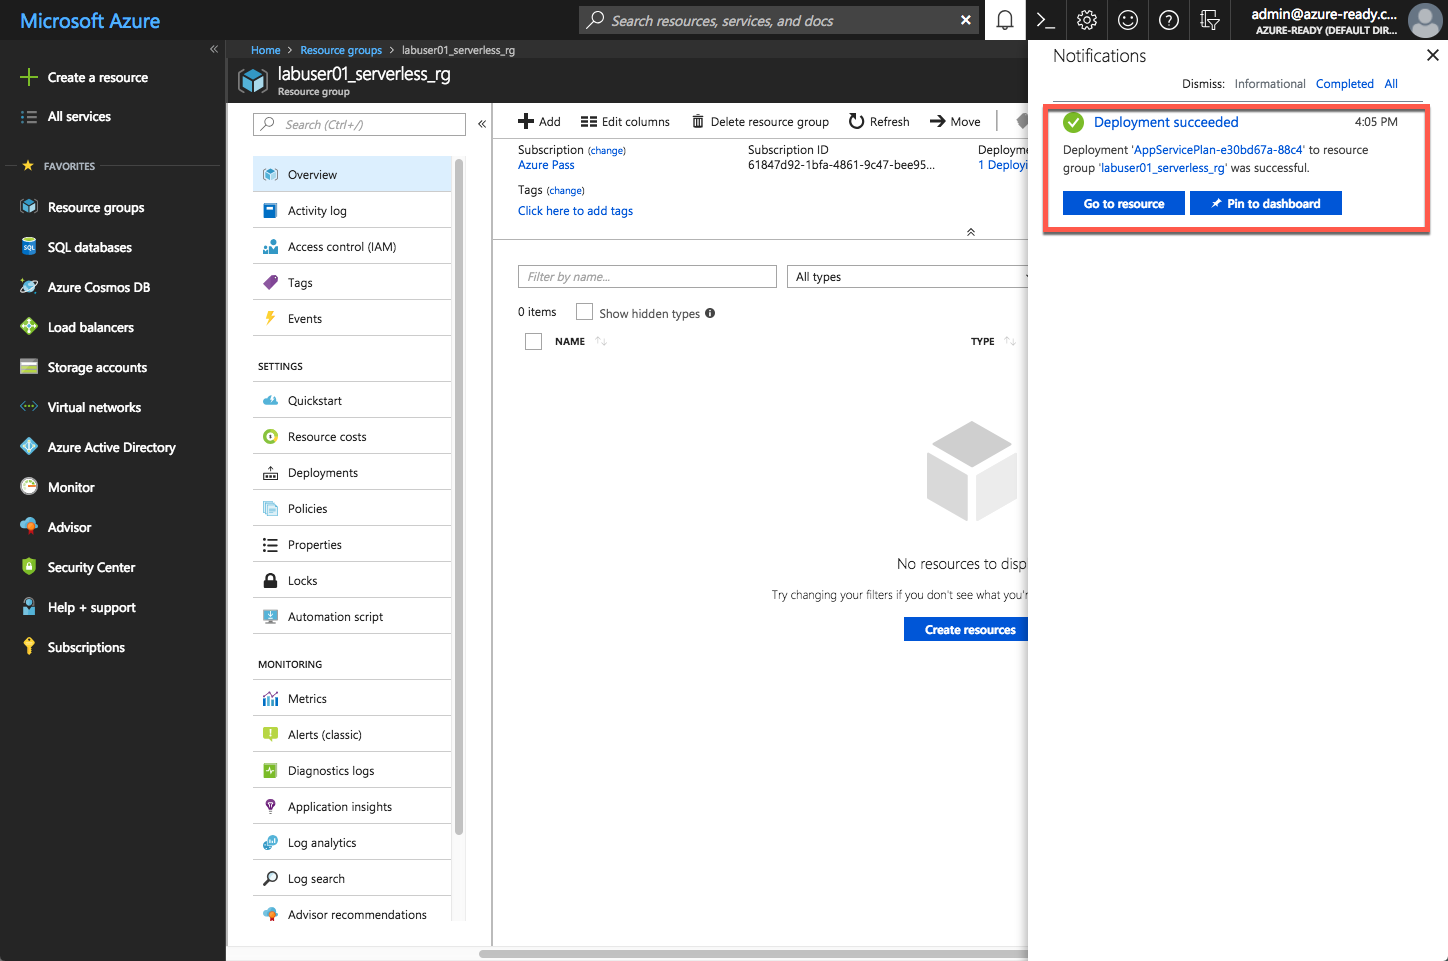 Microsoft Azure
Search resources, services, and docs
admin@azure-ready.c...
AZURE-READY (DEFAULT DIR...
Create a resource
All services
FAVORITES
Resource groups
SQL databases
Azure Cosmos DB
Load balancers
Storage accounts
Virtual networks
Azure Active Directory
Monitor
Advisor
Security Center
Help + support
Subscriptions
Home > Resource groups > labuser01_serverless_rg
labuser01_serverless_rg
Resource group
Search (Ctrl+/)
Overview
Activity log
Access control (IAM)
Tags
Events
SETTINGS
Quickstart
Resource costs
Deployments
Policies
Properties
Locks
Automation script
MONITORING
Metrics
Alerts (classic)
Diagnostics logs
Application insights
Log analytics
Log search
Advisor recommendations
Add Edit columns Delete resource group Refresh Move
Subscription (change) Subscription ID Deployme
Azure Pass 61847d92-1bfa-4861-9c47-bee95... 1 Deployi
Tags (change)
Click here to add tags
Filter by name... All types
0 items Show hidden types
NAME TYPE
No resources to disp
Try changing your filters if you don't see what you'r
Create resources
Notifications
Dismiss: Informational Completed All
Deployment succeeded 4:05 PM
Deployment 'AppServicePlan-e30bd67a-88c4' to resource
group 'labuser01_serverless_rg' was successful.
Go to resource Pin to dashboard